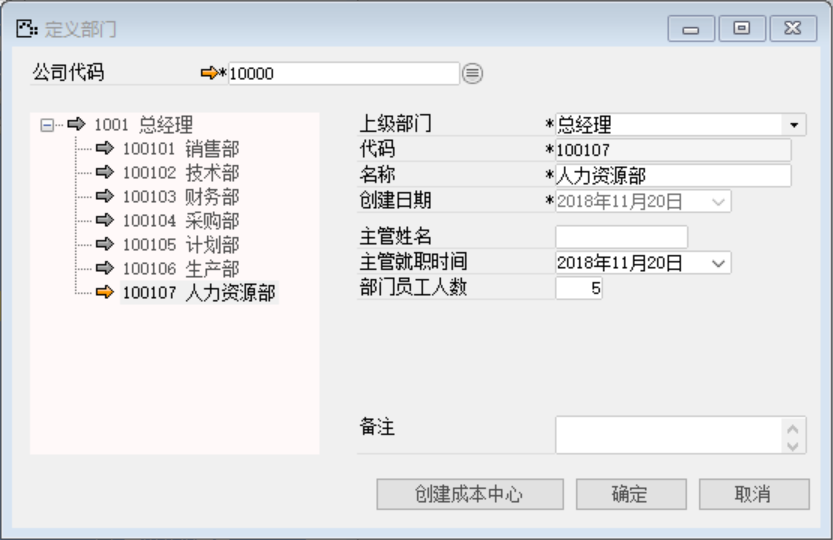 定义部门
公司代码 *10000
1001 总经理
100101 销售部
100102 技术部
100103 财务部
100104 采购部
100105 计划部
100106 生产部
100107 人力资源部
上级部门 *总经理
代码 *100107
名称 *人力资源部
创建日期 *2018年11月20日
主管姓名
主管就职时间 2018年11月20日
部门员工人数 5
备注
创建成本中心 确定 取消